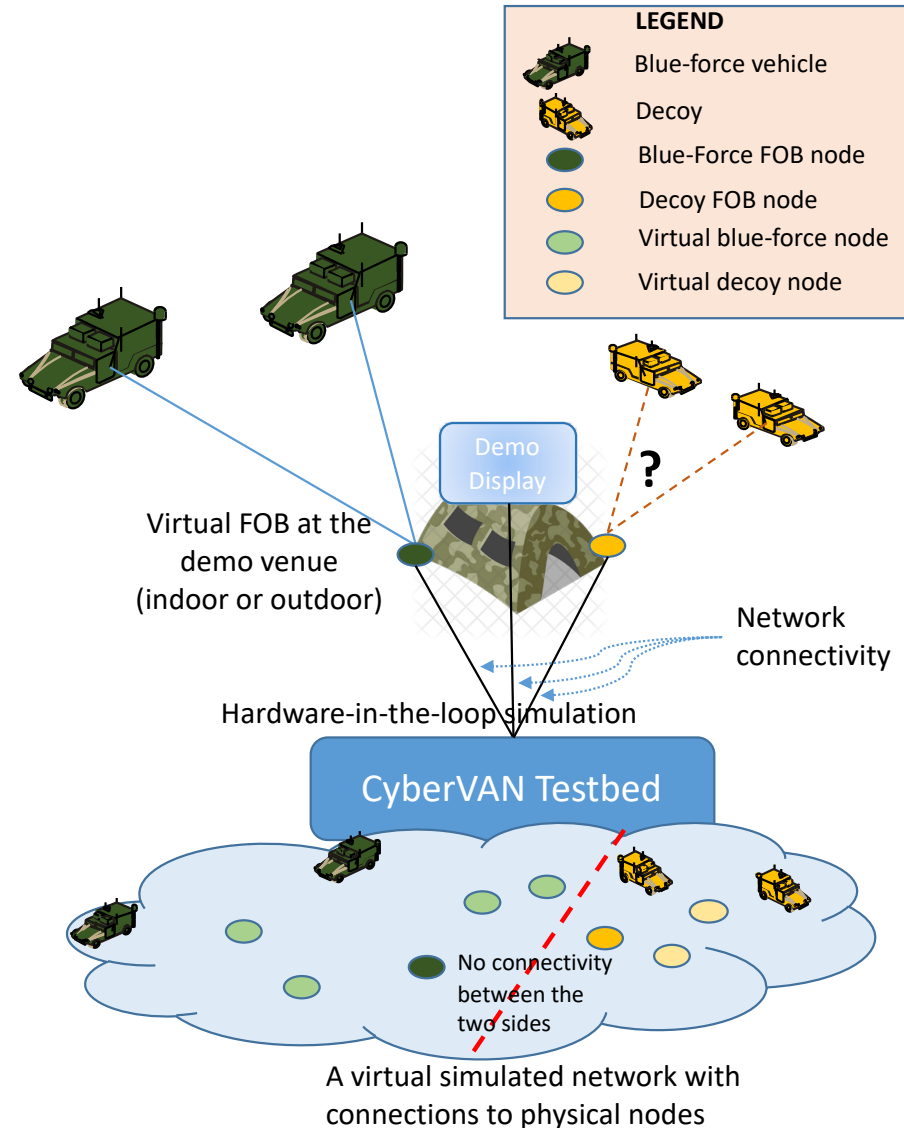 LEGEND
Blue-force vehicle
Decoy
Blue-Force FOB node
Decoy FOB node
Virtual blue-force node
Virtual decoy node
Demo
Display
?
Virtual FOB at the
demo venue
(indoor or outdoor)
Network
connectivity
Hardware-in-the-loop simulation
CyberVAN Testbed
No connectivity
between the
two sides
A virtual simulated network with
connections to physical nodes